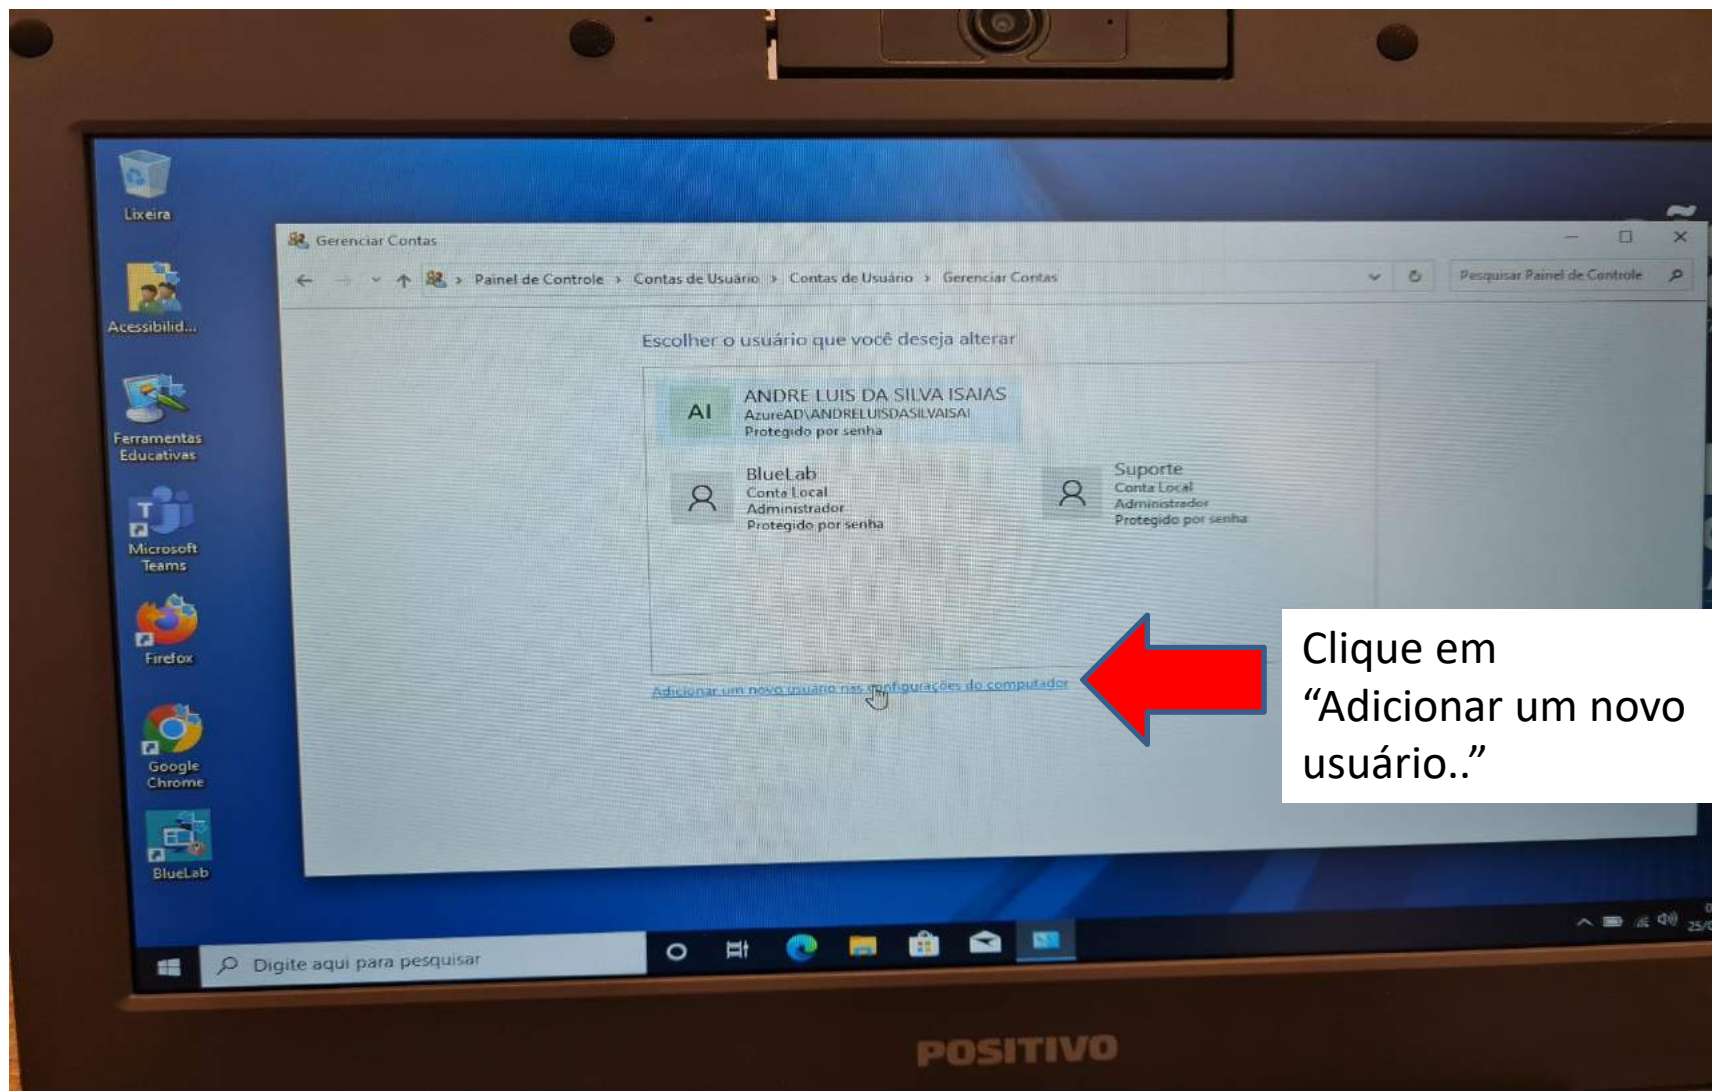 Lixeira
Acessibilid...
Ferramentas
Educativas
Microsoft
Teams
Firefox
Google
Chrome
BlueLab
Gerenciar Contas
Painel de Controle > Contas de Usuário > Contas de Usuário > Gerenciar Contas
Pesquisar Painel de Controle
Escolher o usuário que você deseja alterar
AI
ANDRE LUIS DA SILVA ISAIAS
AzureAD\ANDRELUISDASILVAISAI
Protegido por senha
BlueLab
Conta Local
Administrador
Protegido por senha
Suporte
Conta Local
Administrador
Protegido por senha
Adicionar um novo usuário nas configurações do computador
Clique em
“Adicionar um novo
usuário..”
Digite aqui para pesquisar
POSITIVO